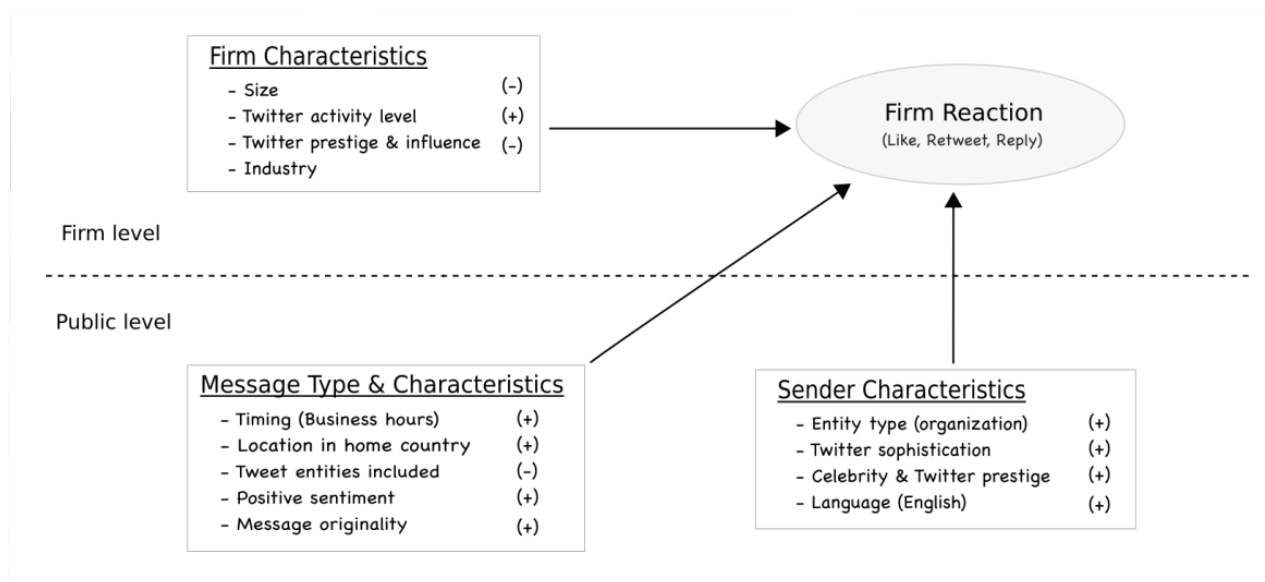 Firm Characteristics
- Size (-)
- Twitter activity level (+)
- Twitter prestige & influence (-)
- Industry
Firm Reaction
(Like, Retweet, Reply)
Firm level
Public level
Message Type & Characteristics
- Timing (Business hours) (+)
- Location in home country (+)
- Tweet entities included (-)
- Positive sentiment (+)
- Message originality (+)
Sender Characteristics
- Entity type (organization) (+)
- Twitter sophistication (+)
- Celebrity & Twitter prestige (+)
- Language (English) (+)